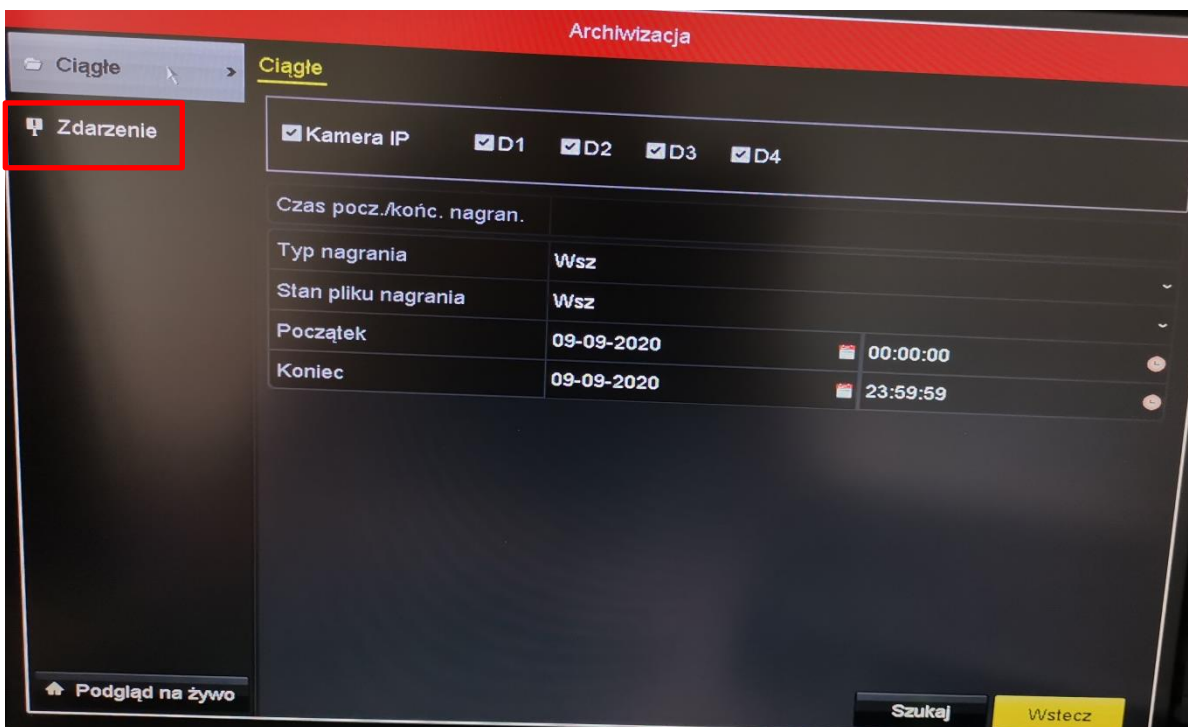 Archiwizacja
Ciągłe
Zdarzenie
Ciągłe
Kamera IP D1 D2 D3 D4
Czas pocz./końc. nagran.
Typ nagrania Wsz
Stan pliku nagrania Wsz
Początek 09-09-2020 00:00:00
Koniec 09-09-2020 23:59:59
Podgląd na żywo
Szukaj Wstecz